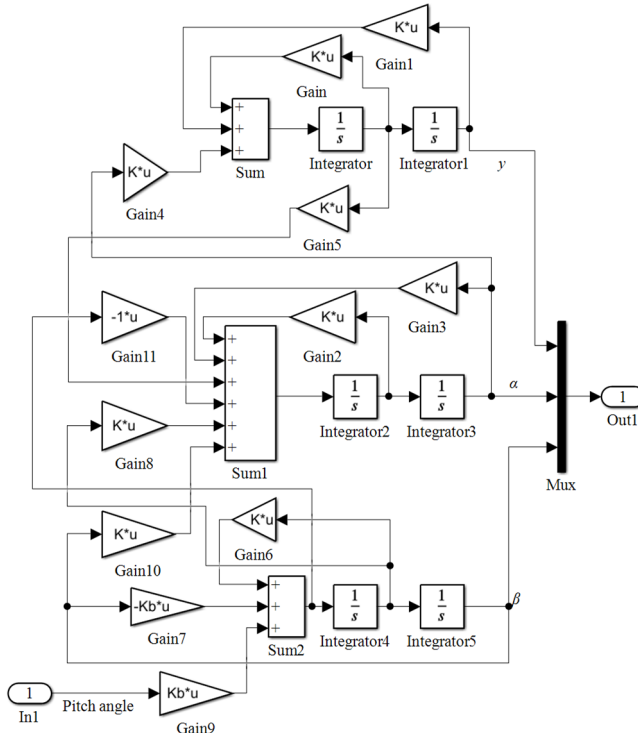 K*u
Gain1
K*u
Gain
+
+
+
Sum
1
s
Integrator
1
s
Integrator1
y
K*u
Gain4
K*u
Gain5
K*u
Gain3
-1*u
Gain11
K*u
Gain2
+
+
+
+
+
+
Sum1
1
s
Integrator2
1
s
Integrator3
α
1
Out1
Mux
K*u
Gain8
K*u
Gain10
K*u
Gain6
-Kb*u
Gain7
+
+
+
Sum2
1
s
Integrator4
1
s
Integrator5
β
1
In1
Pitch angle
Kb*u
Gain9